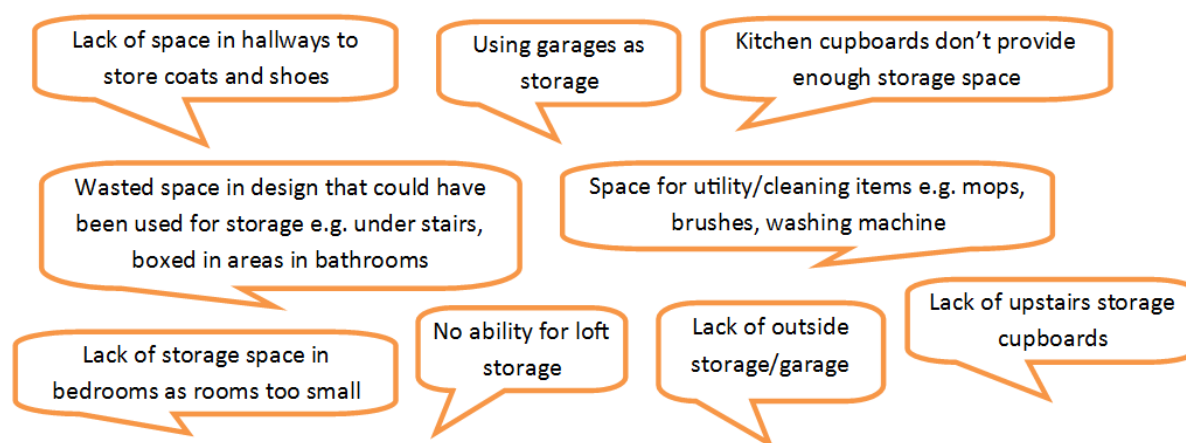 Lack of space in hallways to
store coats and shoes
Using garages as
storage
Kitchen cupboards don’t provide
enough storage space
Wasted space in design that could have
been used for storage e.g. under stairs,
boxed in areas in bathrooms
Space for utility/cleaning items e.g. mops,
brushes, washing machine
Lack of storage space in
bedrooms as rooms too small
No ability for loft
storage
Lack of outside
storage/garage
Lack of upstairs storage
cupboards